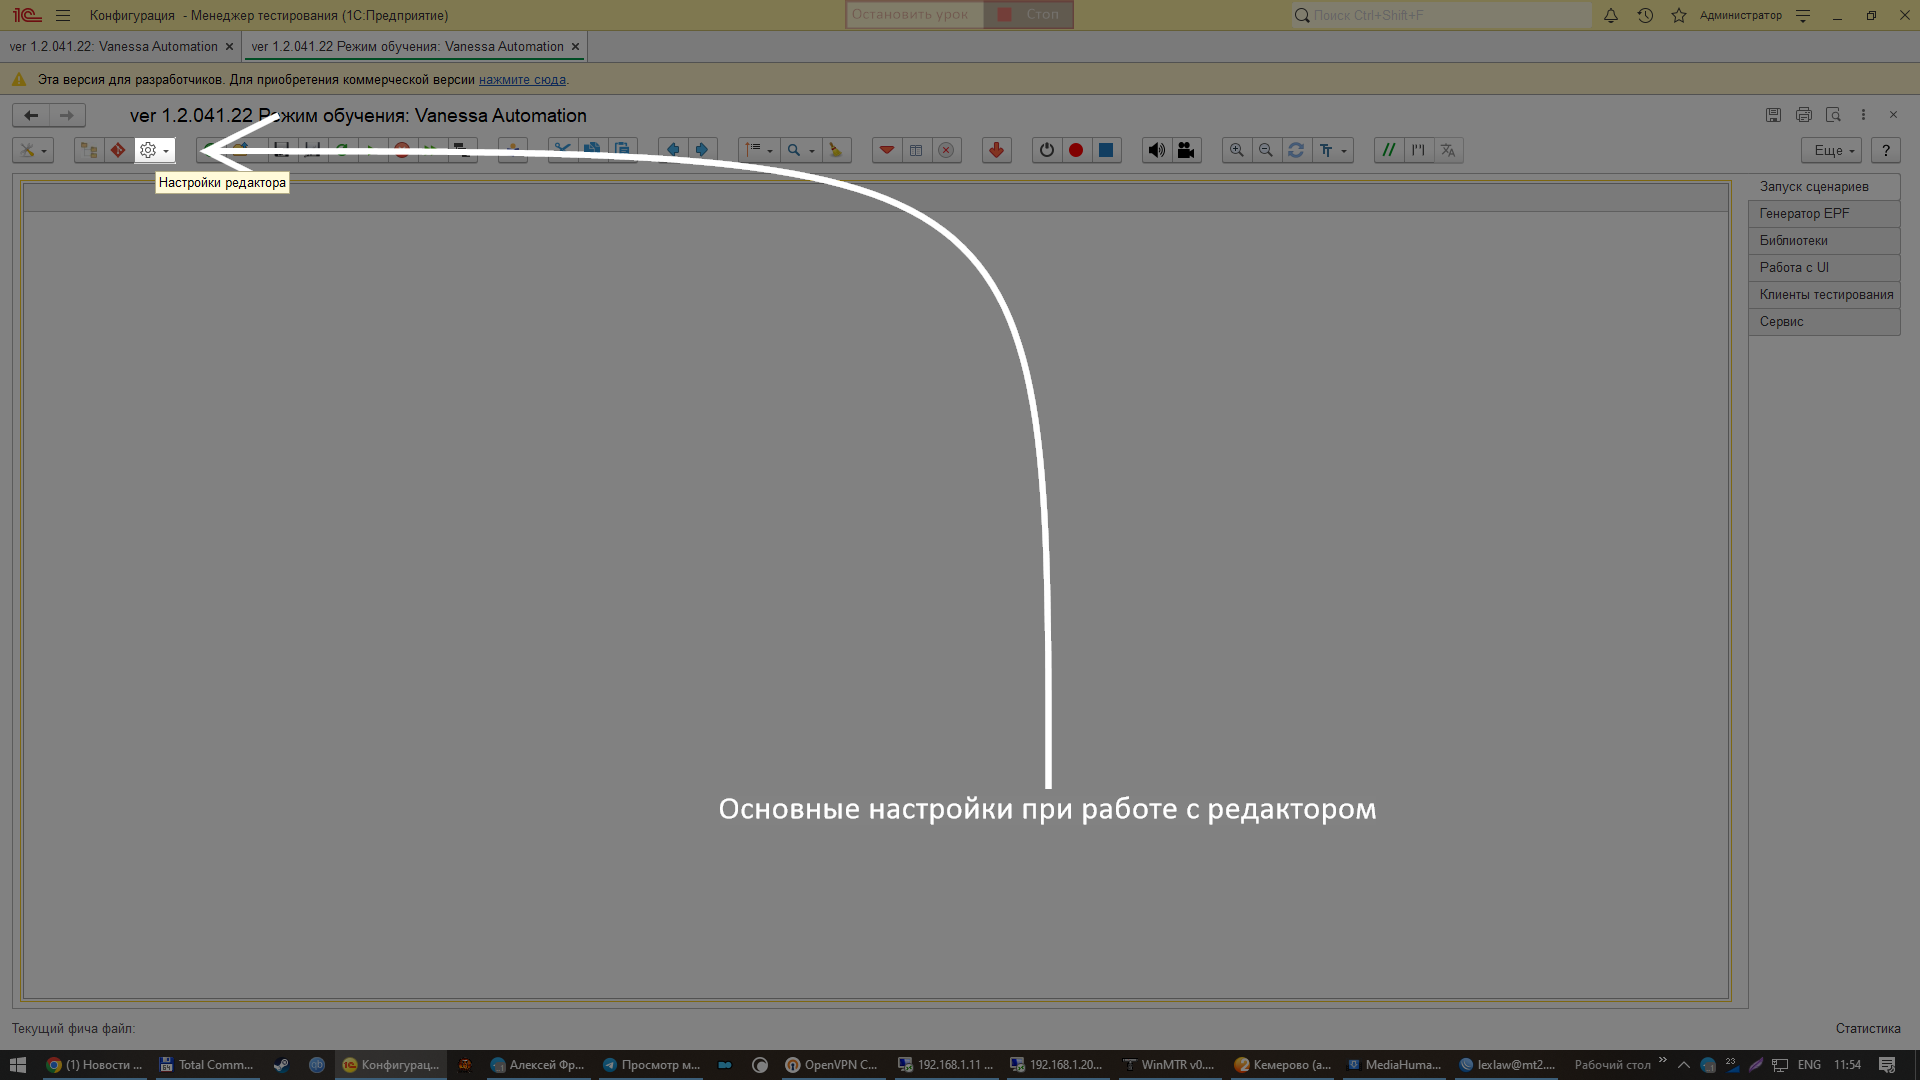 Конфигурация - Менеджер тестирования (1С:Предприятие)
Остановить урок
Стоп
Поиск Ctrl+Shift+F
Администратор
ver 1.2.041.22: Vanessa Automation
ver 1.2.041.22 Режим обучения: Vanessa Automation
Эта версия для разработчиков. Для приобретения коммерческой версии нажмите сюда.
ver 1.2.041.22 Режим обучения: Vanessa Automation
Еще
?
Настройки редактора
Запуск сценариев
Генератор EPF
Библиотеки
Работа с UI
Клиенты тестирования
Сервис
Основные настройки при работе с редактором
Текущий фича файл:
Статистика
(1) Новости ...
Total Comm...
Конфигурац...
Алексей Фр...
Просмотр м...
OpenVPN C...
192.168.1.11 ...
192.168.1.20...
WinMTR v0....
Кемерово (а...
MediaHuma...
lexlaw@mt2....
Рабочий стол
23
ENG
11:54